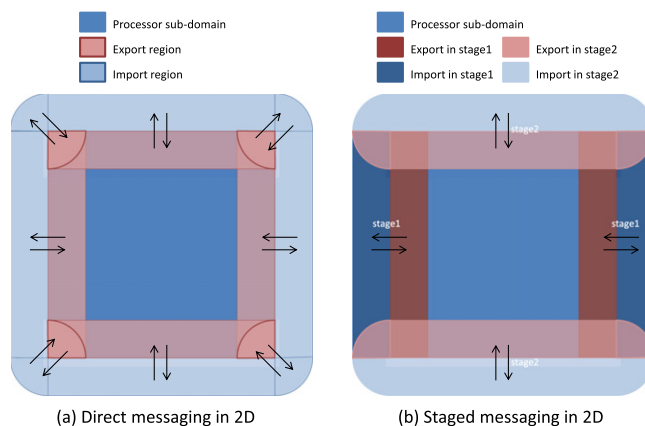 Processor sub-domain
Export region
Import region
Processor sub-domain
Export in stage1
Export in stage2
Import in stage1
Import in stage2
stage2
stage1
stage1
stage2
(a) Direct messaging in 2D
(b) Staged messaging in 2D